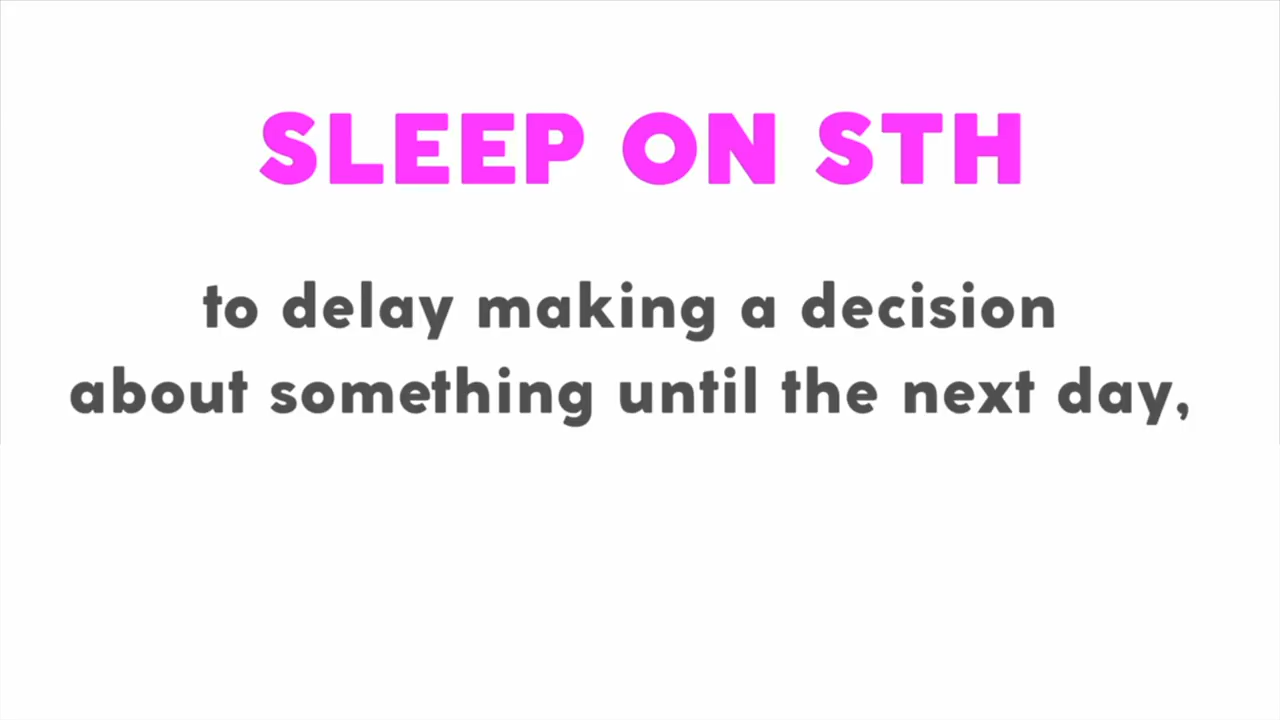 SLEEP ON STH
to delay making a decision
about something until the next day,